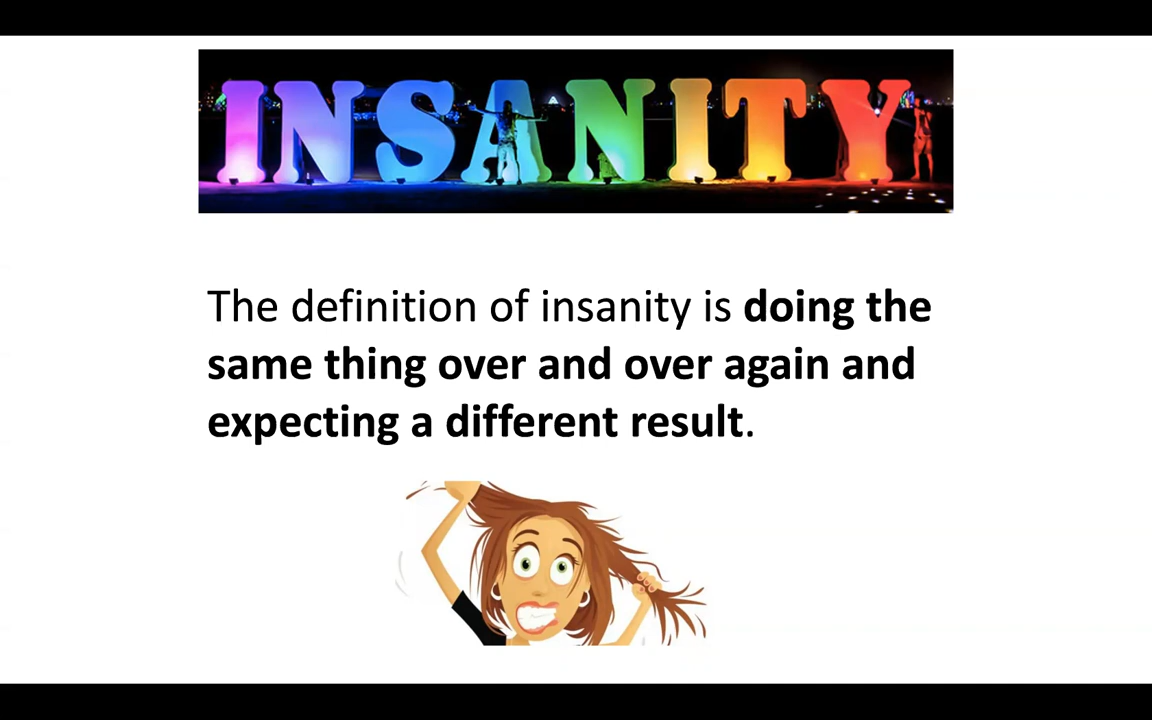 INSANITY
The definition of insanity is doing the
same thing over and over again and
expecting a different result.